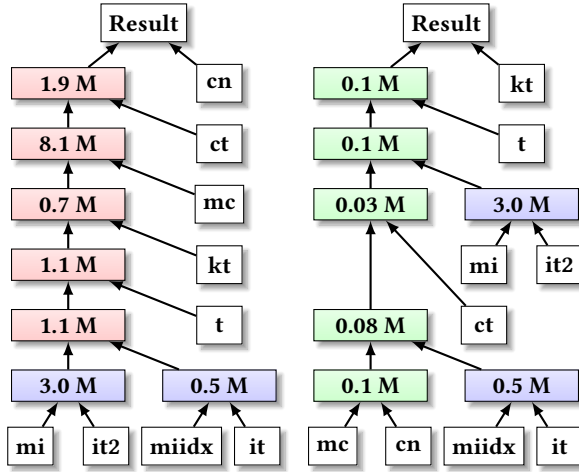 Result
1.9 M
cn
8.1 M
ct
0.7 M
mc
1.1 M
kt
1.1 M
t
3.0 M
0.5 M
mi
it2
miidx
it
Result
0.1 M
kt
0.1 M
t
0.03 M
3.0 M
mi
it2
0.08 M
ct
0.1 M
0.5 M
mc
cn
miidx
it